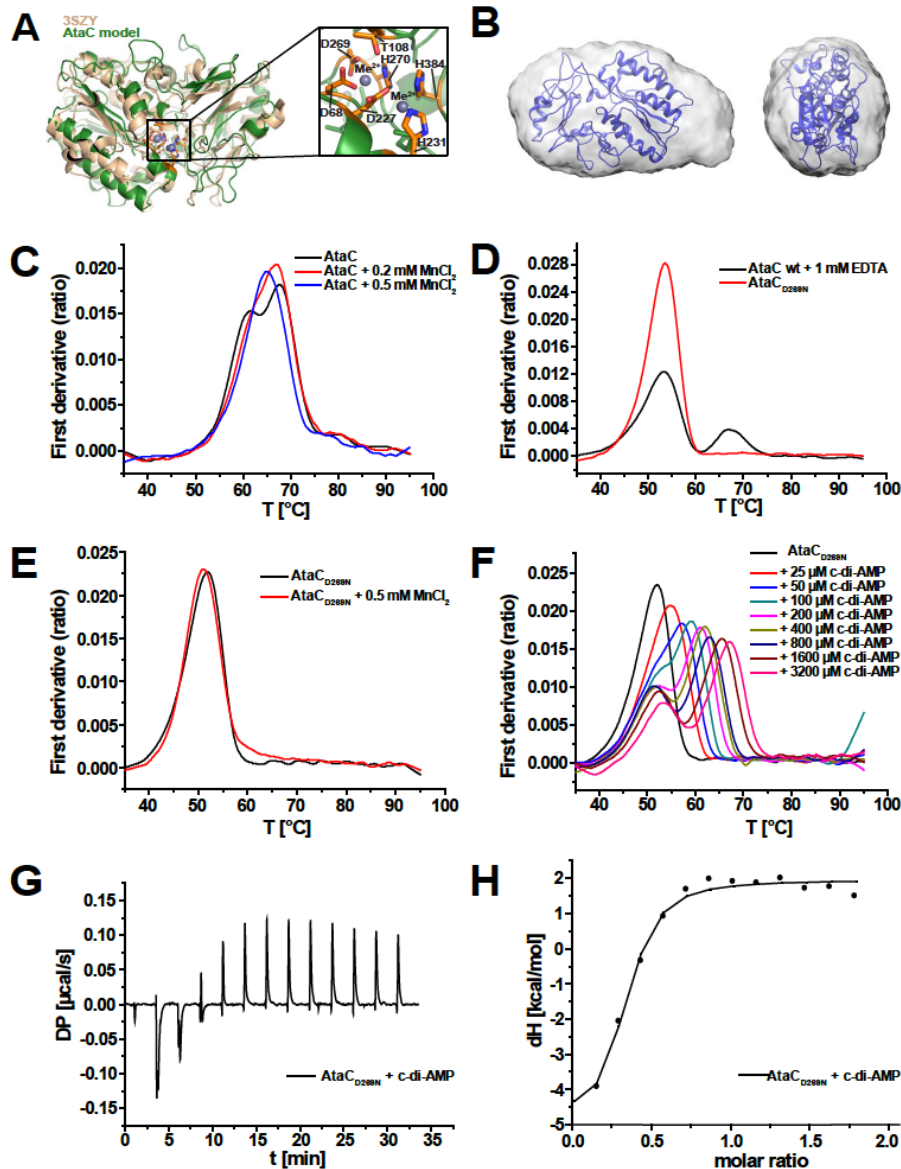 A
3SZY
AtaC model
D269
T108
H270
Me2+
H384
Me2+
D68
D227
H231
B
C
First derivative (ratio)
0.020
0.015
0.010
0.005
0.000
AtaC
AtaC + 0.2 mM MnCl2
AtaC + 0.5 mM MnCl2
40 50 60 70 80 90 100
T [°C]
D
First derivative (ratio)
0.028
0.024
0.020
0.016
0.012
0.008
0.004
0.000
AtaC wt + 1 mM EDTA
AtaCD269N
40 50 60 70 80 90 100
T [°C]
E
First derivative (ratio)
0.025
0.020
0.015
0.010
0.005
0.000
AtaCD269N
AtaCD269N + 0.5 mM MnCl2
40 50 60 70 80 90 100
T [°C]
F
First derivative (ratio)
0.025
0.020
0.015
0.010
0.005
0.000
AtaCD269N
+ 25 µM c-di-AMP
+ 50 µM c-di-AMP
+ 100 µM c-di-AMP
+ 200 µM c-di-AMP
+ 400 µM c-di-AMP
+ 800 µM c-di-AMP
+ 1600 µM c-di-AMP
+ 3200 µM c-di-AMP
40 50 60 70 80 90 100
T [°C]
G
DP [µcal/s]
0.15
0.10
0.05
0.00
-0.05
-0.10
-0.15
AtaCD269N + c-di-AMP
0 5 10 15 20 25 30 35
t [min]
H
dH [kcal/mol]
2
1
0
-1
-2
-3
-4
-5
AtaCD269N + c-di-AMP
0.0 0.5 1.0 1.5 2.0
molar ratio